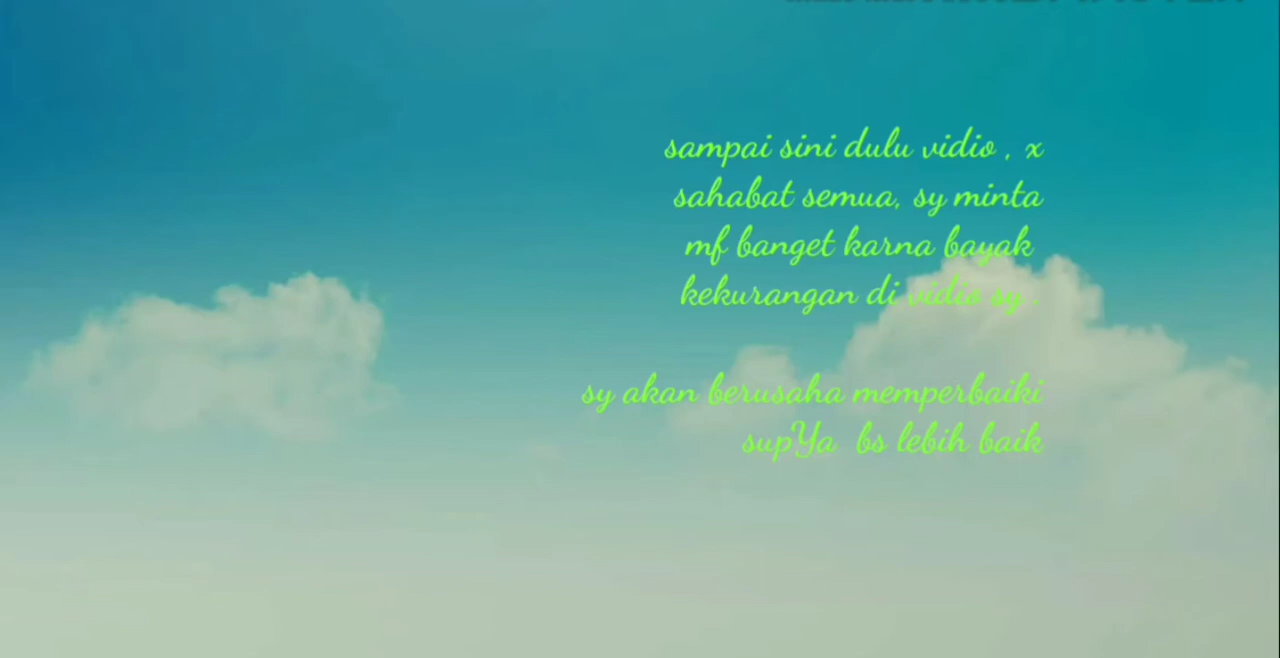 sampai sini dulu vidio , x
sahabat semua, sy minta
mf banget karna bayak
kekurangan di vidio sy .
sy akan berusaha memperbaiki
supYa bs lebih baik